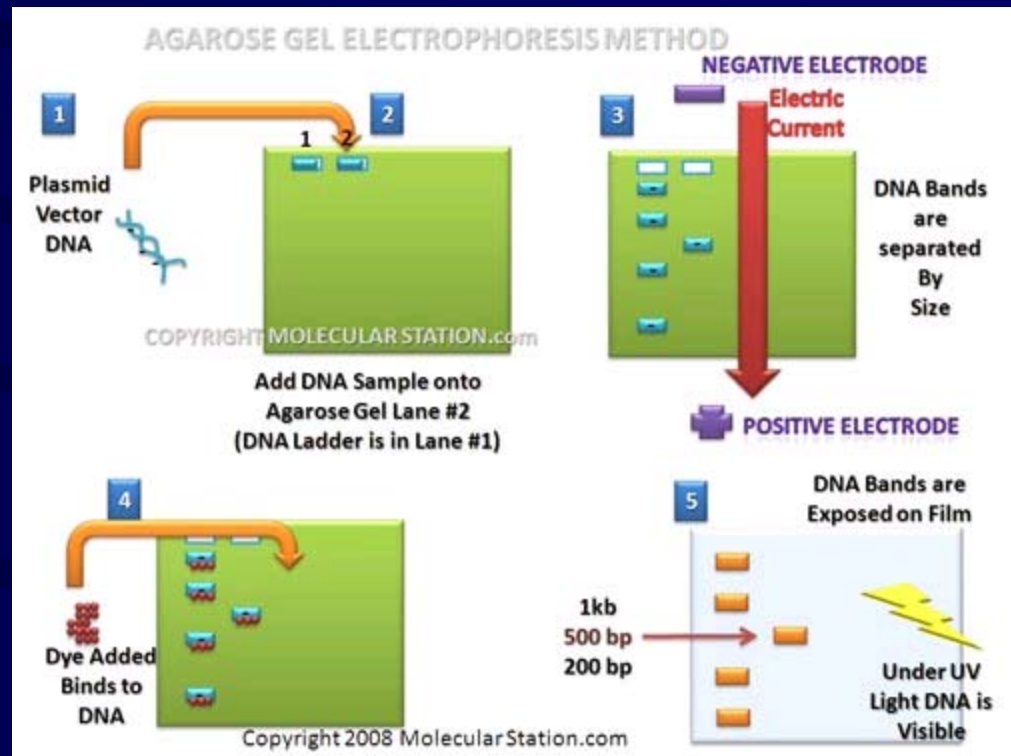 AGAROSE GEL ELECTROPHORESIS METHOD
1
2
1 2
Plasmid
Vector
DNA
COPYRIGHT MOLECULAR STATION.com
Add DNA Sample onto
Agarose Gel Lane #2
(DNA Ladder is in Lane #1)
NEGATIVE ELECTRODE
3
Electric
Current
DNA Bands
are
separated
By
Size
POSITIVE ELECTRODE
4
Dye Added
Binds to
DNA
5
DNA Bands are
Exposed on Film
1kb
500 bp
200 bp
Under UV
Light DNA is
Visible
Copyright 2008 MolecularStation.com